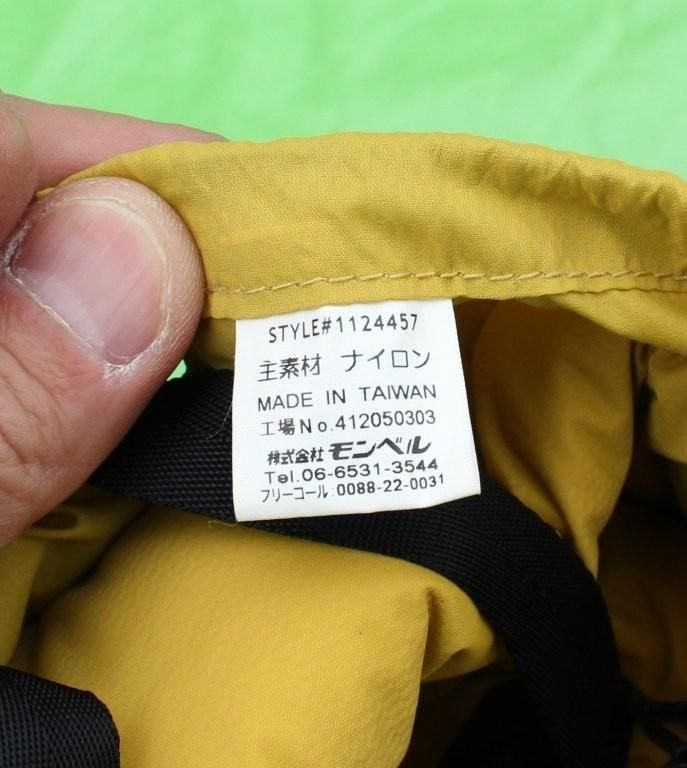 STYLE#1124457
主素材 ナイロン
MADE IN TAIWAN
工場No.412050303
株式会社 モンベル
Tel.06-6531-3544
フリーコール:0088-22-0031